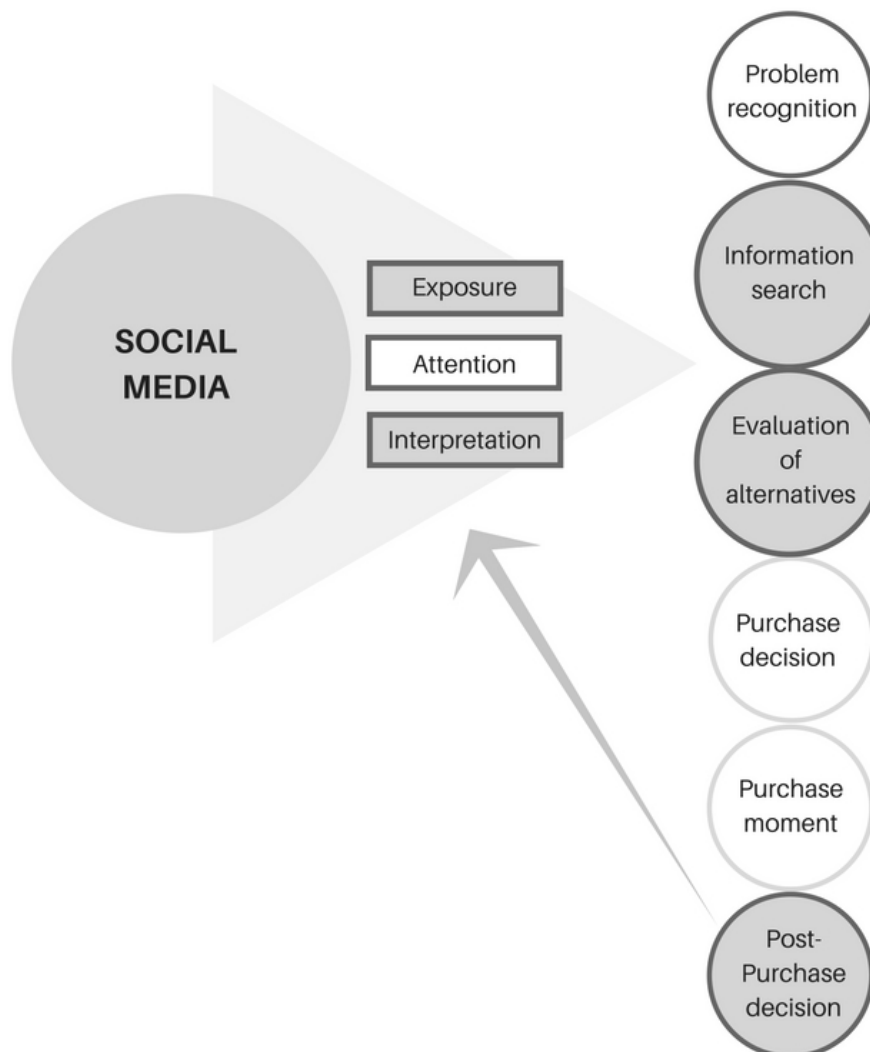 SOCIAL
MEDIA
Exposure
Attention
Interpretation
Problem
recognition
Information
search
Evaluation
of
alternatives
Purchase
decision
Purchase
moment
Post-
Purchase
decision